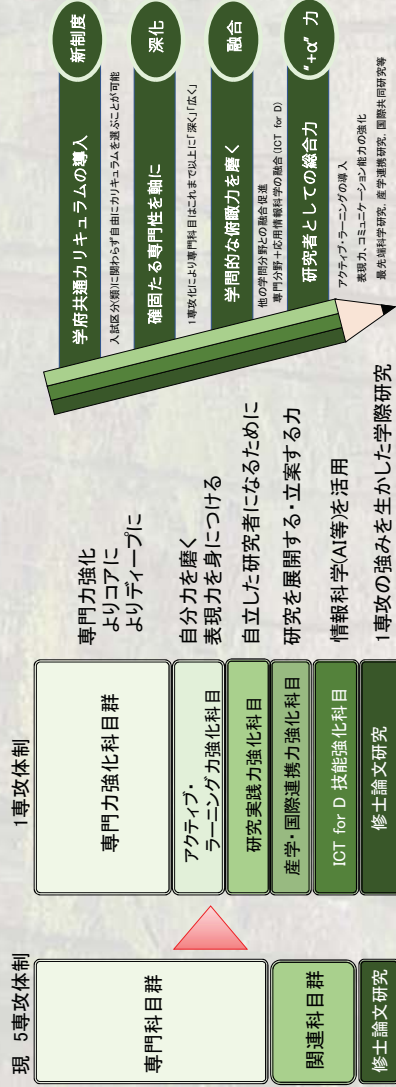 現 5専攻体制
専門科目群
関連科目群
修士論文研究
1専攻体制
専門力強化科目群
アクティブ・
ラーニング力強化科目
研究実践力強化科目
産学・国際連携力強化科目
ICT for D 技能強化科目
修士論文研究
専門力強化
よりコアに
よりディープに
自分力を磨く
表現力を身につける
自立した研究者になるために
研究を展開する・立案する力
情報科学(AI等)を活用
1専攻の強みを生かした学際研究
学府共通カリキュラムの導入
新制度
入試区分(類)に関わらず自由にカリキュラムを選ぶことが可能
確固たる専門性を軸に
深化
1専攻化により専門科目はこれまで以上に「深く」「広く」
学問的な俯瞰力を磨く
融合
他の学問分野との融合促進
専門分野+応用情報科学の融合(ICT for D)
研究者としての総合力
"+α" 力
アクティブ・ラーニングの導入
表現力、コミュニケーション能力の強化
最先端科学研究、産学連携研究、国際共同研究等